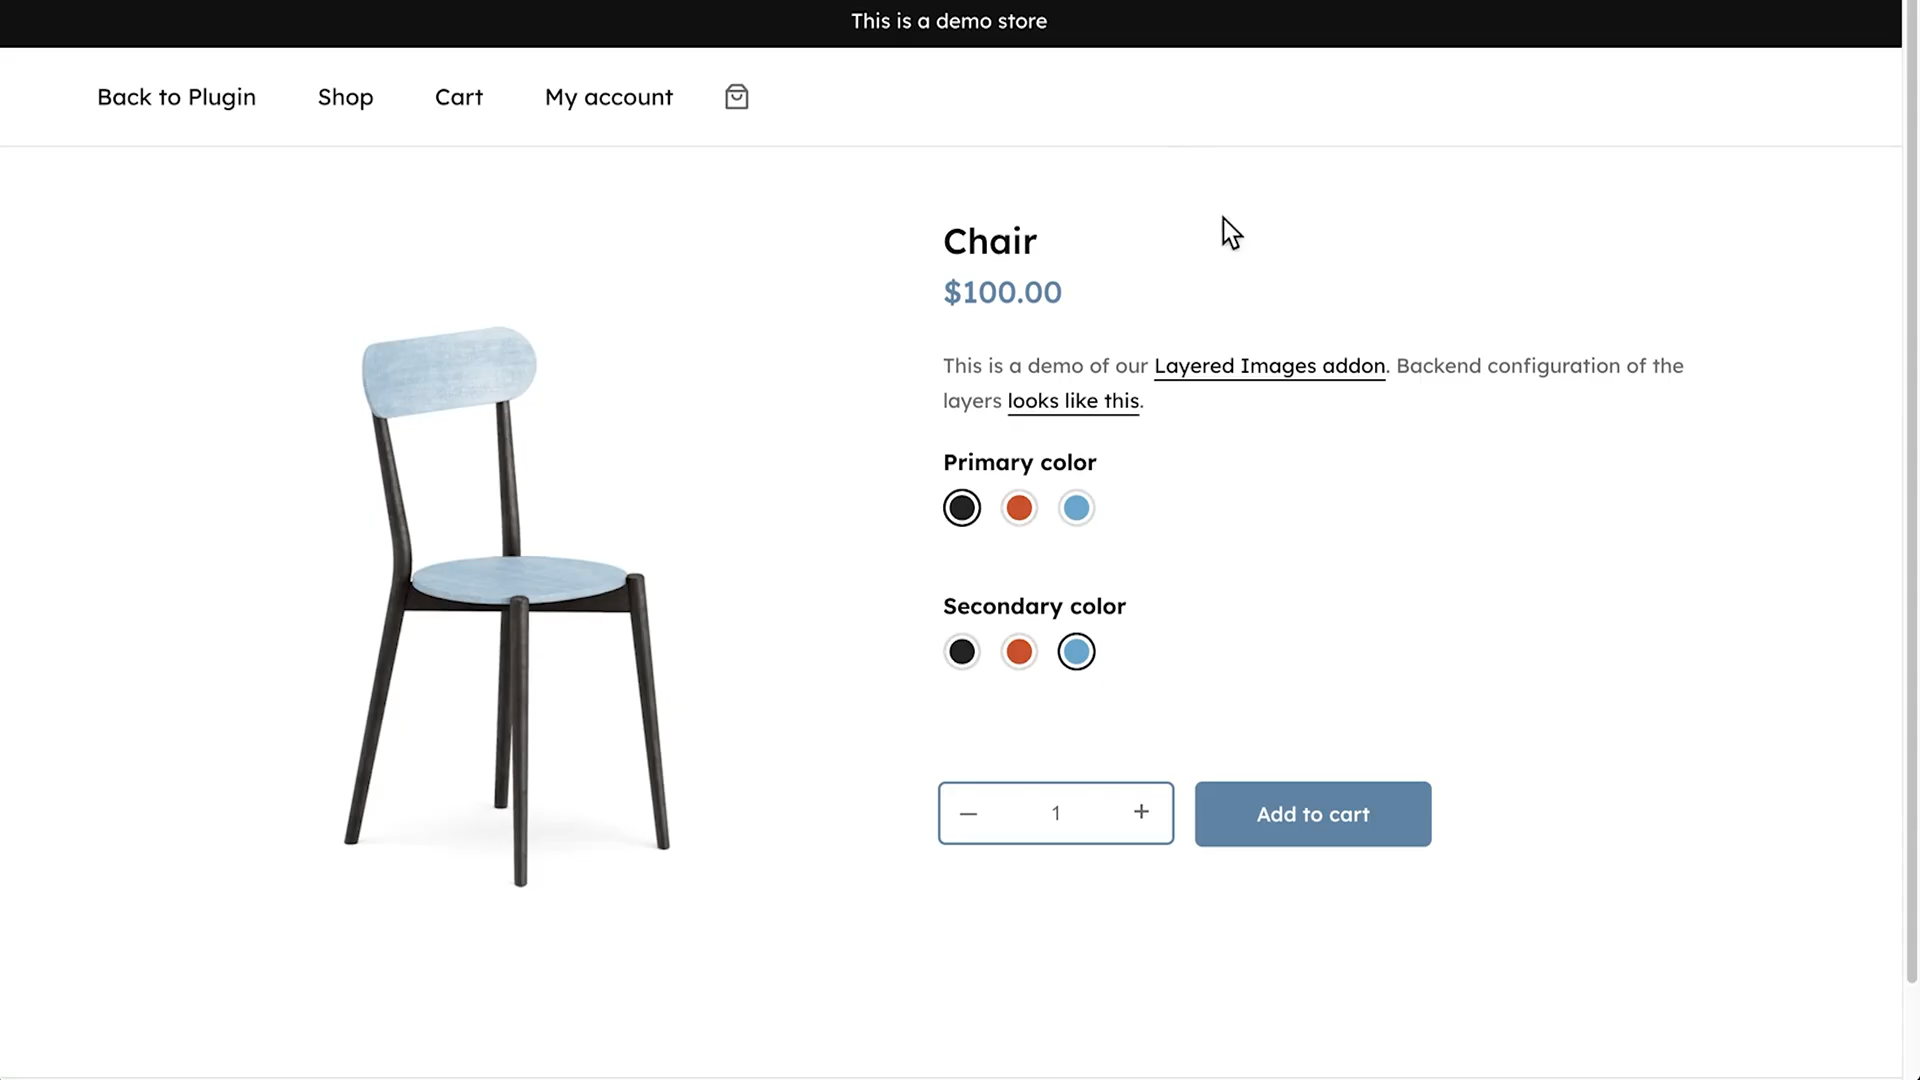 This is a demo store
Back to Plugin Shop Cart My account
Chair
$100.00
This is a demo of our Layered Images addon. Backend configuration of the
layers looks like this.
Primary color
Secondary color
— 1 + Add to cart